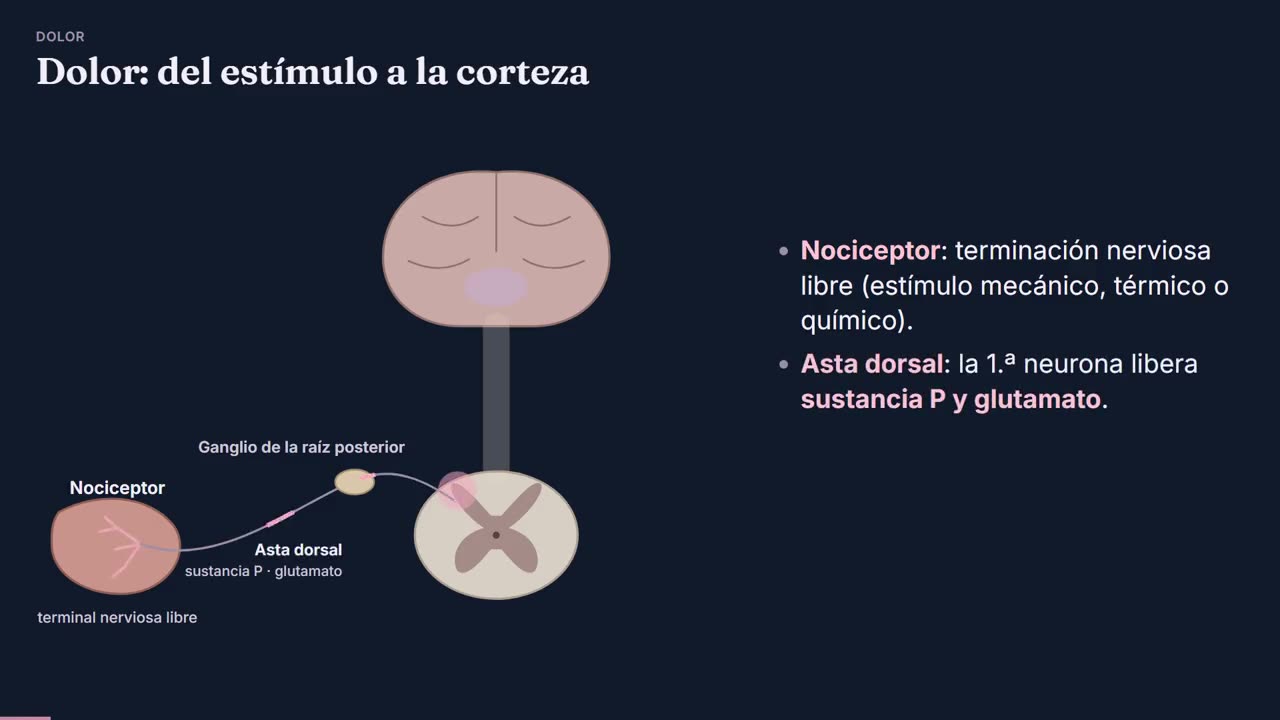 DOLOR
Dolor: del estímulo a la corteza
Ganglio de la raíz posterior
Nociceptor
Asta dorsal
sustancia P · glutamato
terminal nerviosa libre
Nociceptor: terminación nerviosa
libre (estímulo mecánico, térmico o
químico).
Asta dorsal: la 1.ª neurona libera
sustancia P y glutamato.